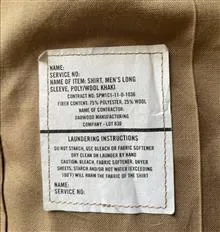 NAME:
SERVICE NO:
NAME OF ITEM: SHIRT, MEN'S LONG
SLEEVE, POLY/WOOL KHAKI
CONTRACT NO: SPM1C1-11-D-1036
FIBER CONTENT: 75% POLYESTER, 25% WOOL
NAME OF CONTRACTOR:
DARWOOD MANUFACTURING
COMPANY - LOT 030
LAUNDERING INSTRUCTIONS
DO NOT STARCH, USE BLEACH OR FABRIC SOFTENER
DRY CLEAN OR LAUNDER BY HAND
CAUTION. BLEACH, FABRIC SOFTENER, DRYER
SHEETS, STARCH AND/OR HOT WATER (EXCEEDING
100°F) WILL HARM THE FABRIC OF THE SHIRT
NAME:
SERVICE NO: